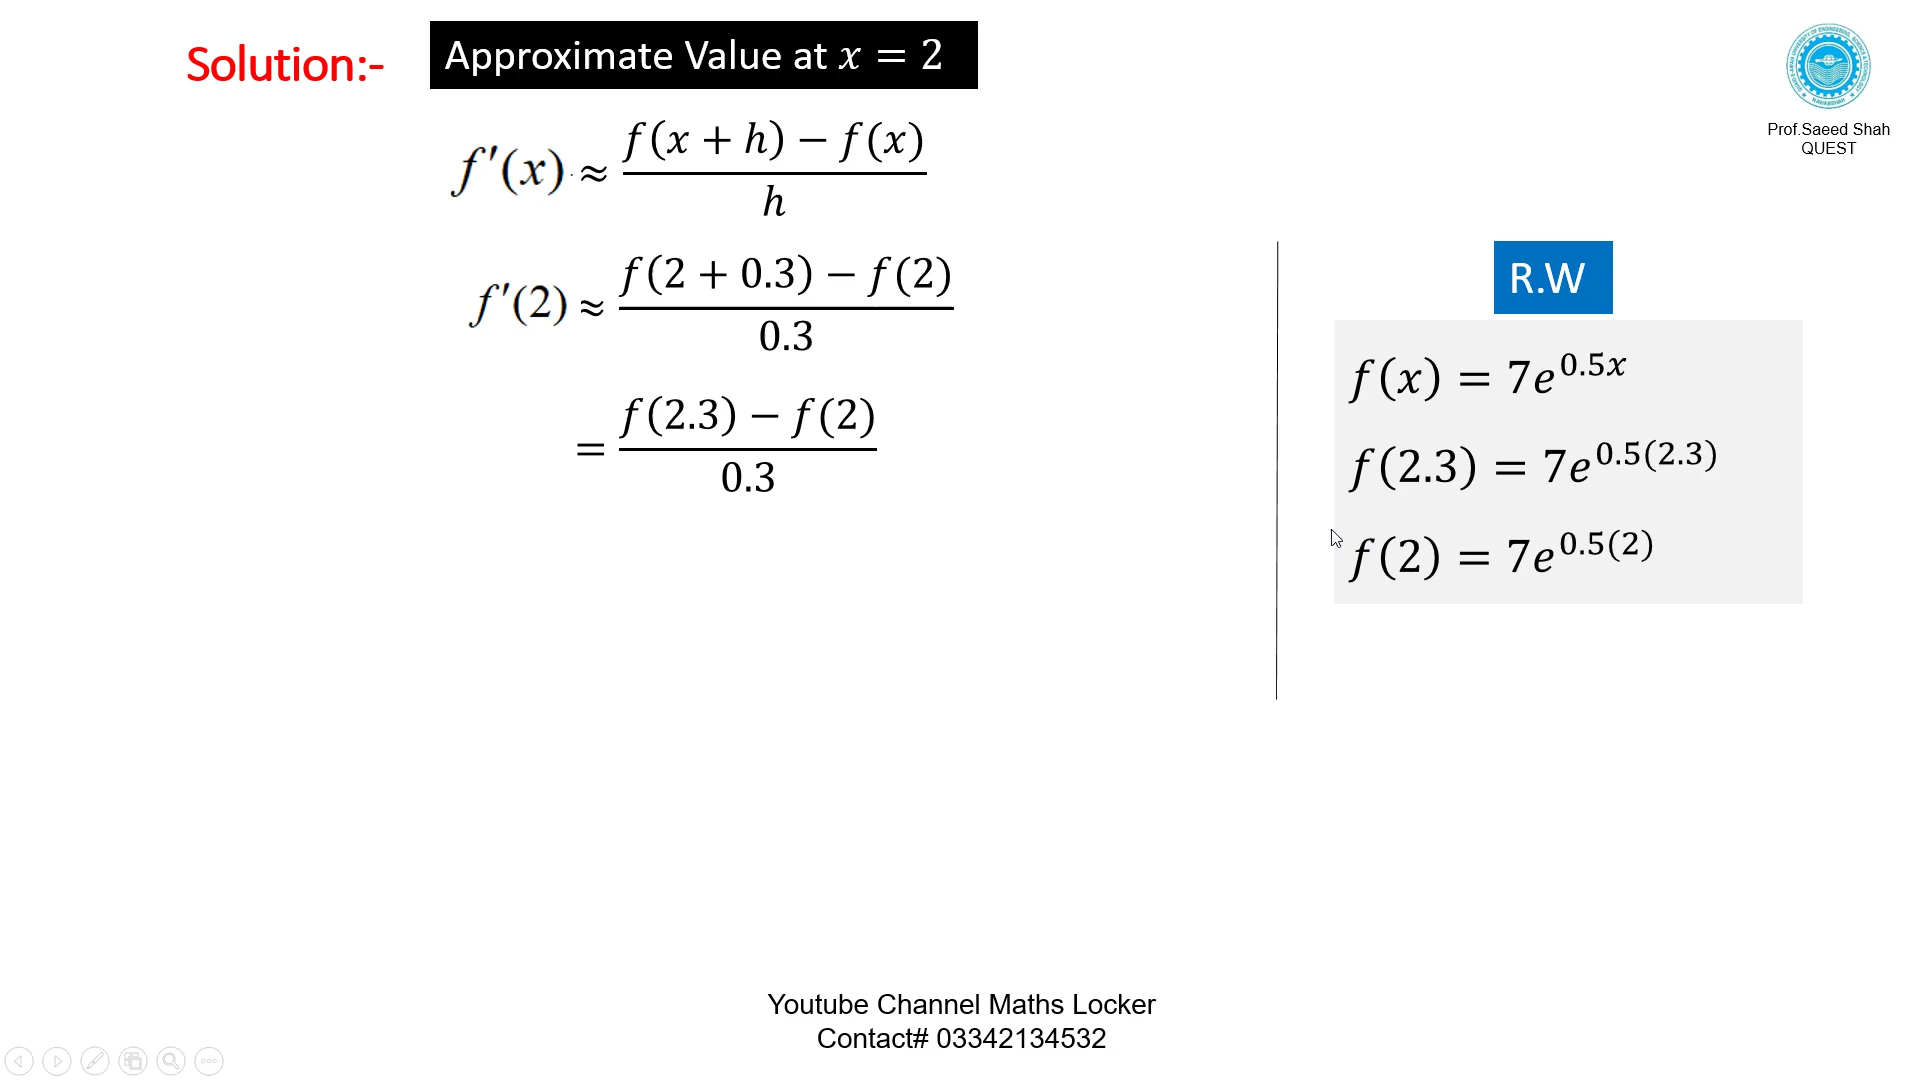 Solution:-
Approximate Value at x = 2
f′(x) ≈ f(x + h) − f(x) / h
f′(2) ≈ f(2 + 0.3) − f(2) / 0.3
= f(2.3) − f(2) / 0.3
Prof.Saeed Shah
QUEST
R.W
f(x) = 7e^0.5x
f(2.3) = 7e^0.5(2.3)
f(2) = 7e^0.5(2)
Youtube Channel Maths Locker
Contact# 03342134532